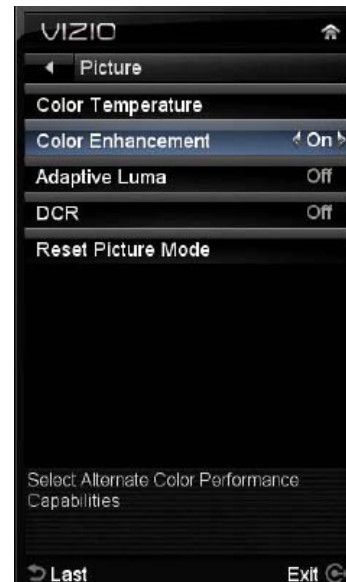 VIZIO
Picture
Color Temperature
Color Enhancement On
Adaptive Luma Off
DCR Off
Reset Picture Mode
Select Alternate Color Performance
Capabilities
Last Exit